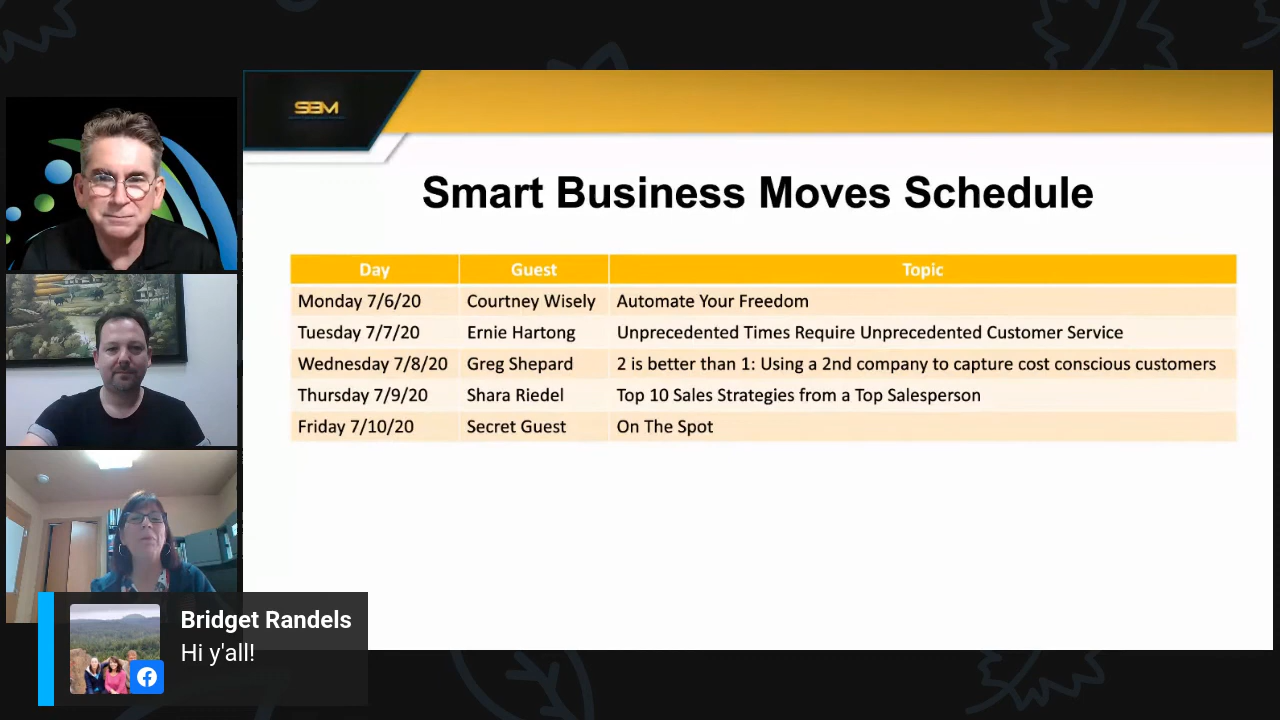 SBM
Smart Business Moves Schedule
Day Guest Topic
Monday 7/6/20 Courtney Wisely Automate Your Freedom
Tuesday 7/7/20 Ernie Hartong Unprecedented Times Require Unprecedented Customer Service
Wednesday 7/8/20 Greg Shepard 2 is better than 1: Using a 2nd company to capture cost conscious customers
Thursday 7/9/20 Shara Riedel Top 10 Sales Strategies from a Top Salesperson
Friday 7/10/20 Secret Guest On The Spot
Bridget Randels
Hi y'all!